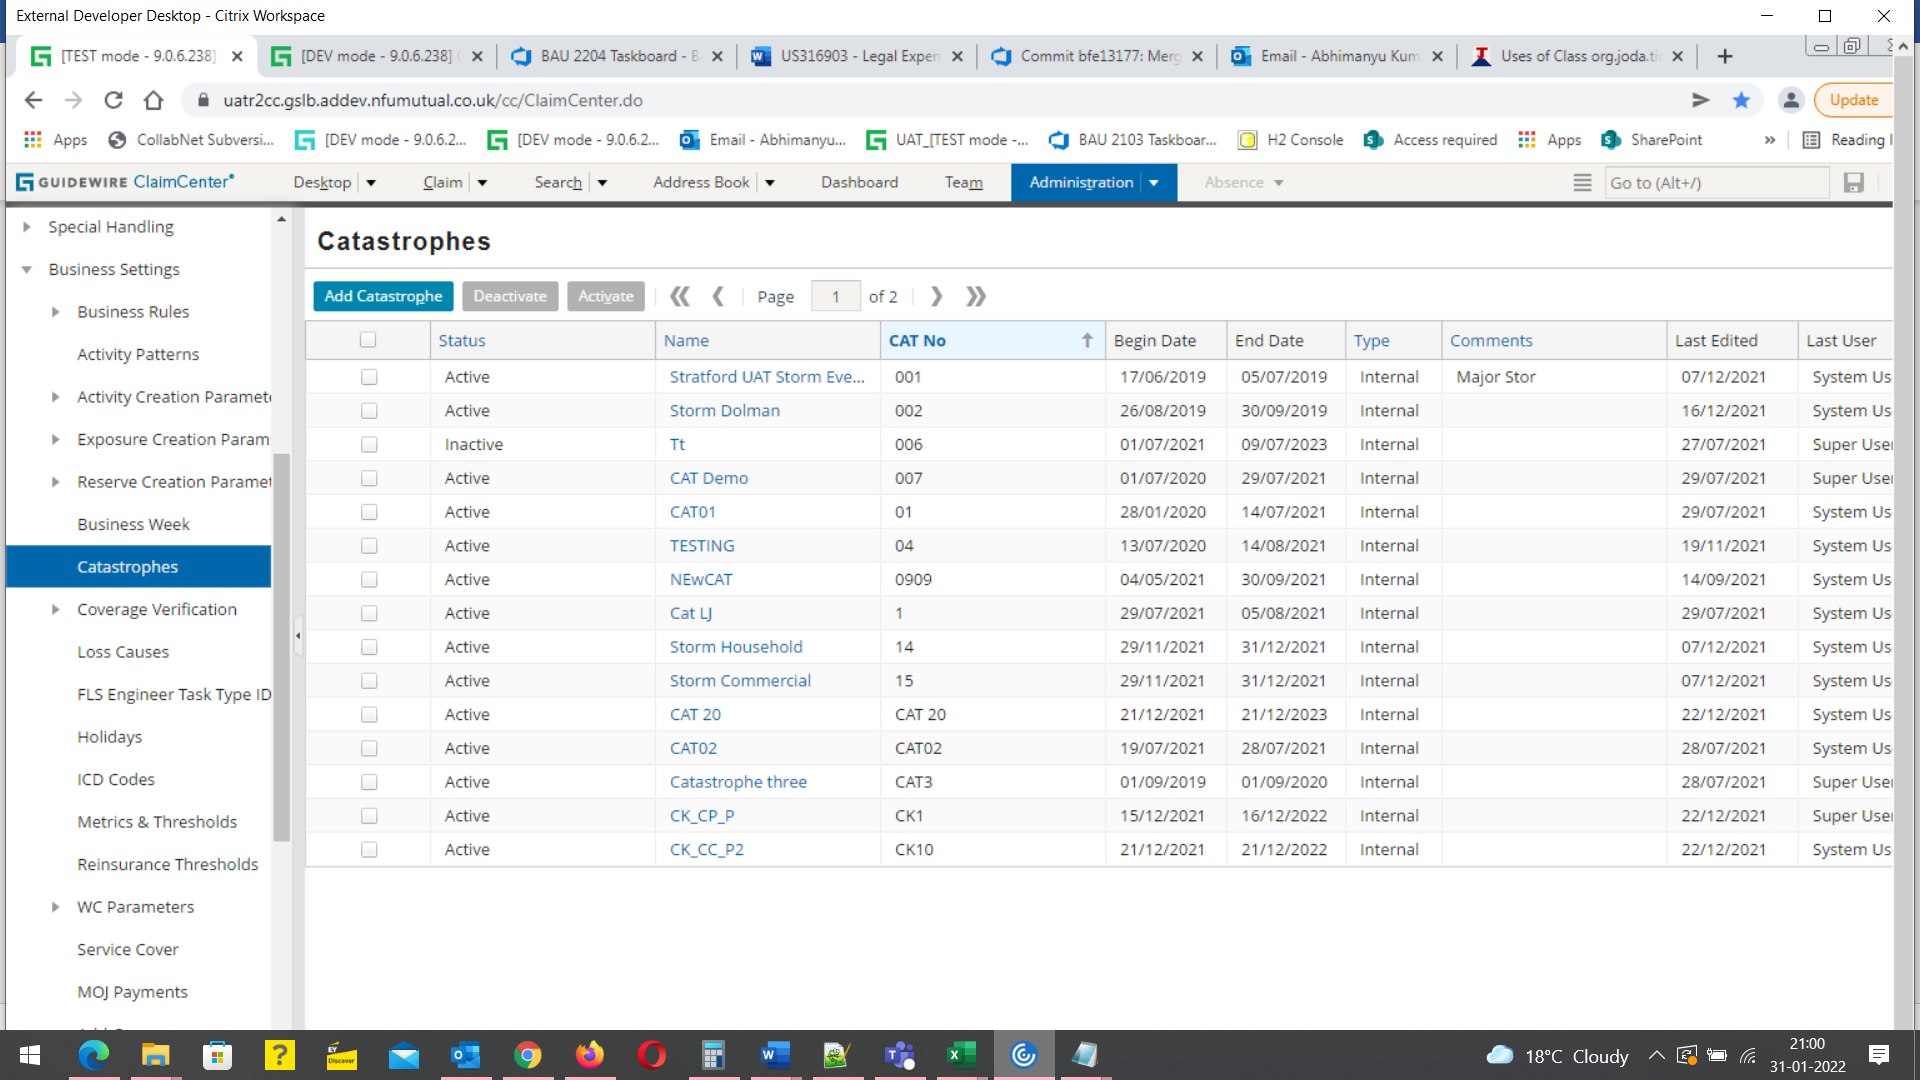 External Developer Desktop - Citrix Workspace
[TEST mode - 9.0.6.238] [DEV mode - 9.0.6.238] BAU 2204 Taskboard - B US316903 - Legal Expen Commit bfe13177: Merg Email - Abhimanyu Kum Uses of Class org.joda.ti
uatr2cc.gslb.addev.nfumutual.co.uk/cc/ClaimCenter.do Update
Apps CollabNet Subversi... [DEV mode - 9.0.6.2... [DEV mode - 9.0.6.2... Email - Abhimanyu... UAT_[TEST mode -... BAU 2103 Taskboar... H2 Console Access required Apps SharePoint » Reading
GUIDEWIRE ClaimCenter Desktop Claim Search Address Book Dashboard Team Administration Absence Go to (Alt+/)
Special Handling
Business Settings
Business Rules
Activity Patterns
Activity Creation Paramete
Exposure Creation Param
Reserve Creation Paramet
Business Week
Catastrophes
Coverage Verification
Loss Causes
FLS Engineer Task Type ID
Holidays
ICD Codes
Metrics & Thresholds
Reinsurance Thresholds
WC Parameters
Service Cover
MOJ Payments
Catastrophes
Add Catastrophe Deactivate Activate Page 1 of 2
Status Name CAT No Begin Date End Date Type Comments Last Edited Last User
Active Stratford UAT Storm Eve... 001 17/06/2019 05/07/2019 Internal Major Stor 07/12/2021 System Us
Active Storm Dolman 002 26/08/2019 30/09/2019 Internal 16/12/2021 System Us
Inactive Tt 006 01/07/2021 09/07/2023 Internal 27/07/2021 Super User
Active CAT Demo 007 01/07/2020 29/07/2021 Internal 29/07/2021 Super User
Active CAT01 01 28/01/2020 14/07/2021 Internal 29/07/2021 System Us
Active TESTING 04 13/07/2020 14/08/2021 Internal 19/11/2021 System Us
Active NEwCAT 0909 04/05/2021 30/09/2021 Internal 14/09/2021 System Us
Active Cat LJ 1 29/07/2021 05/08/2021 Internal 29/07/2021 System Us
Active Storm Household 14 29/11/2021 31/12/2021 Internal 07/12/2021 System Us
Active Storm Commercial 15 29/11/2021 31/12/2021 Internal 07/12/2021 System Us
Active CAT 20 CAT 20 21/12/2021 21/12/2023 Internal 22/12/2021 System Us
Active CAT02 CAT02 19/07/2021 28/07/2021 Internal 28/07/2021 System Us
Active Catastrophe three CAT3 01/09/2019 01/09/2020 Internal 28/07/2021 Super User
Active CK_CP_P CK1 15/12/2021 16/12/2022 Internal 22/12/2021 Super User
Active CK_CC_P2 CK10 21/12/2021 21/12/2022 Internal 22/12/2021 System Us
EY Discover
18°C Cloudy
21:00
31-01-2022